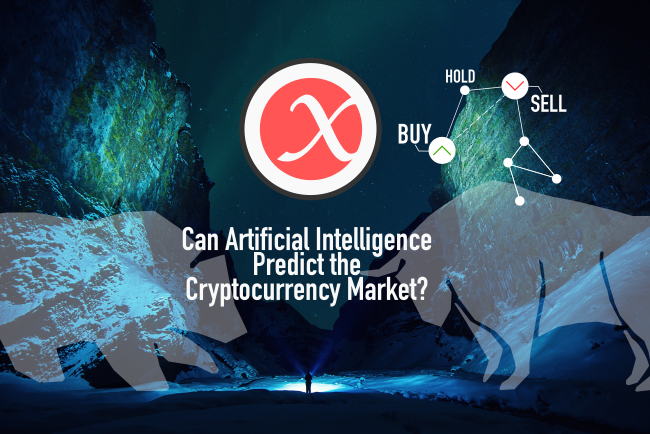 HOLD
SELL
BUY
X
Can Artificial Intelligence
Predict the
Cryptocurrency Market?